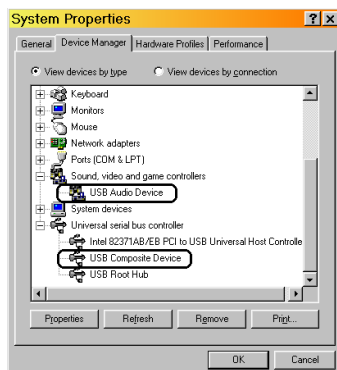 System Properties
General Device Manager Hardware Profiles Performance
View devices by type View devices by connection
Keyboard
Monitors
Mouse
Network adapters
Ports (COM & LPT)
Sound, video and game controllers
USB Audio Device
System devices
Universal serial bus controller
Intel 82371AB/EB PCI to USB Universal Host Controlle
USB Composite Device
USB Root Hub
Properties Refresh Remove Print...
OK Cancel